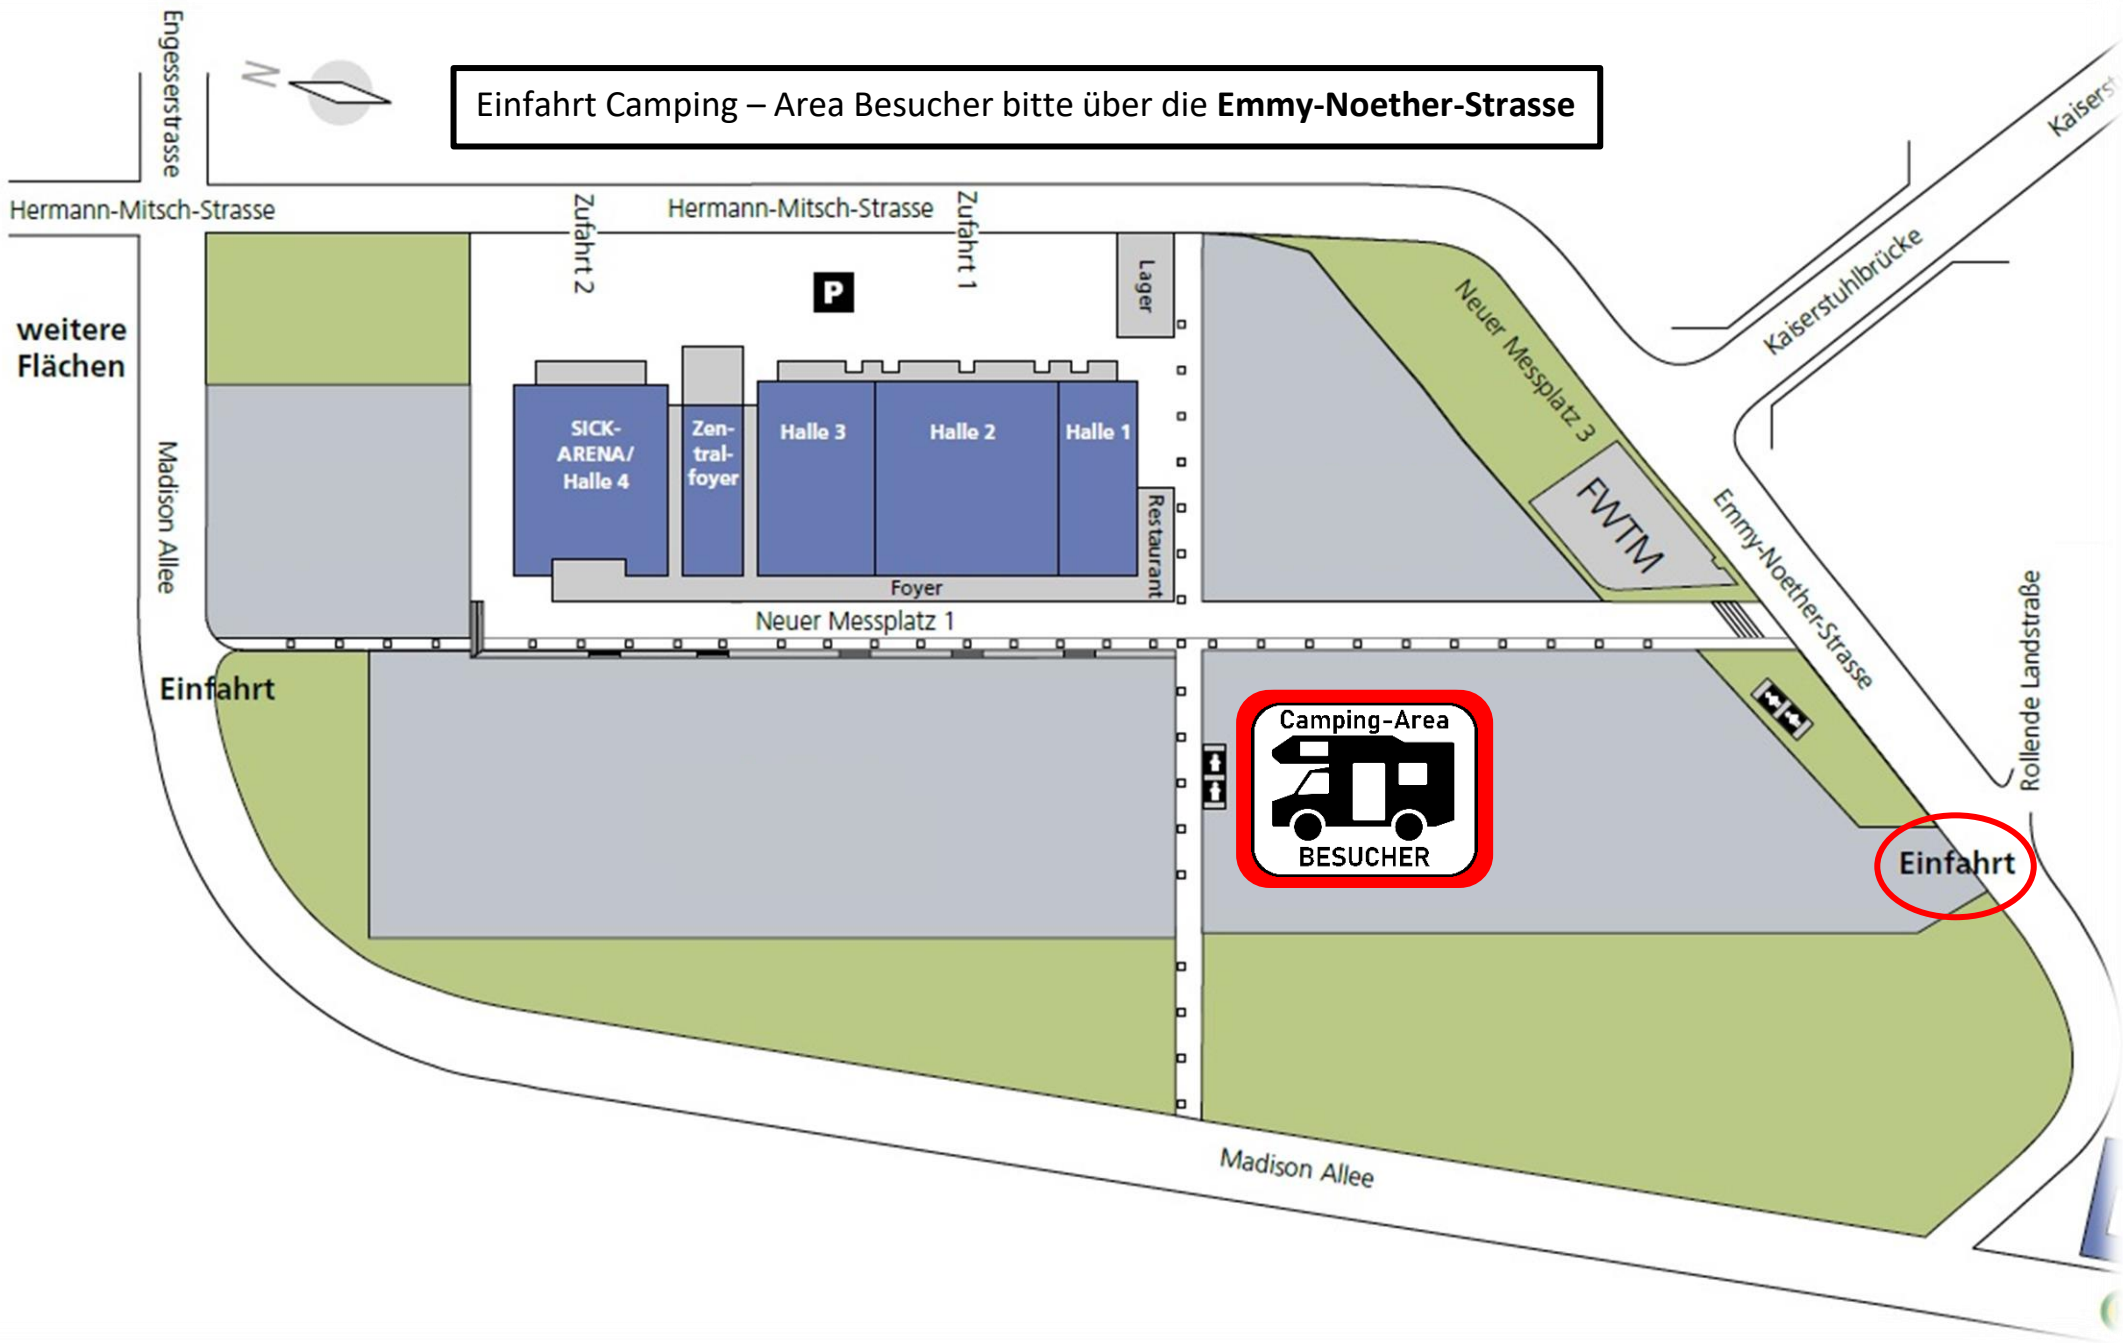 Engesserstrasse
N
Einfahrt Camping – Area Besucher bitte über die Emmy-Noether-Strasse
Hermann-Mitsch-Strasse
Zufahrt 2
Hermann-Mitsch-Strasse
Zufahrt 1
P
Lager
Neuer Messplatz 3
Kaiserstuhlbrücke
weitere
Flächen
Madison Allee
SICK-
ARENA/
Halle 4
Zen-
tral-
foyer
Halle 3
Halle 2
Halle 1
Restaurant
Foyer
FWTM
Emmy-Noether-Strasse
Rollende Landstraße
Neuer Messplatz 1
Einfahrt
Camping-Area
BESUCHER
Einfahrt
Madison Allee